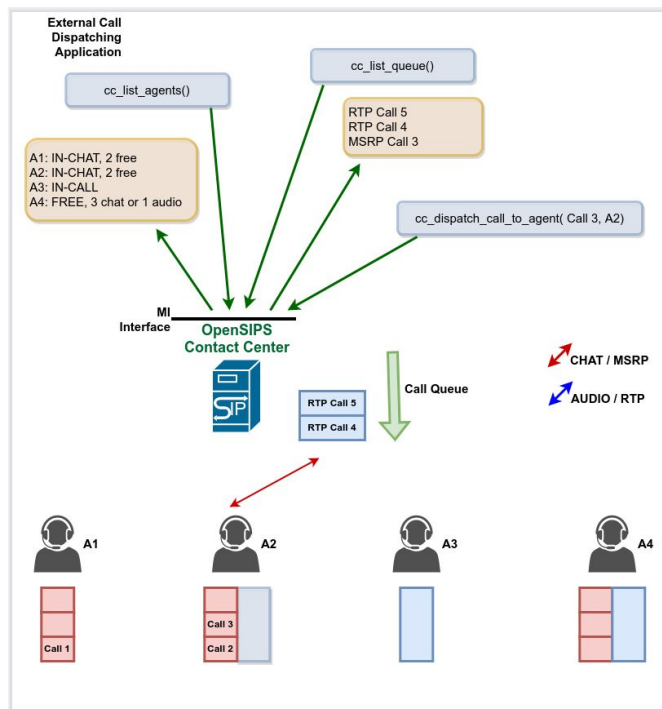 External Call
Dispatching
Application
cc_list_agents()
cc_list_queue()
A1: IN-CHAT, 2 free
A2: IN-CHAT, 2 free
A3: IN-CALL
A4: FREE, 3 chat or 1 audio
RTP Call 5
RTP Call 4
MSRP Call 3
cc_dispatch_call_to_agent( Call 3, A2)
MI
Interface
OpenSIPS
Contact Center
SIP
RTP Call 5
RTP Call 4
Call Queue
CHAT / MSRP
AUDIO / RTP
A1
A2
A3
A4
Call 1
Call 3
Call 2